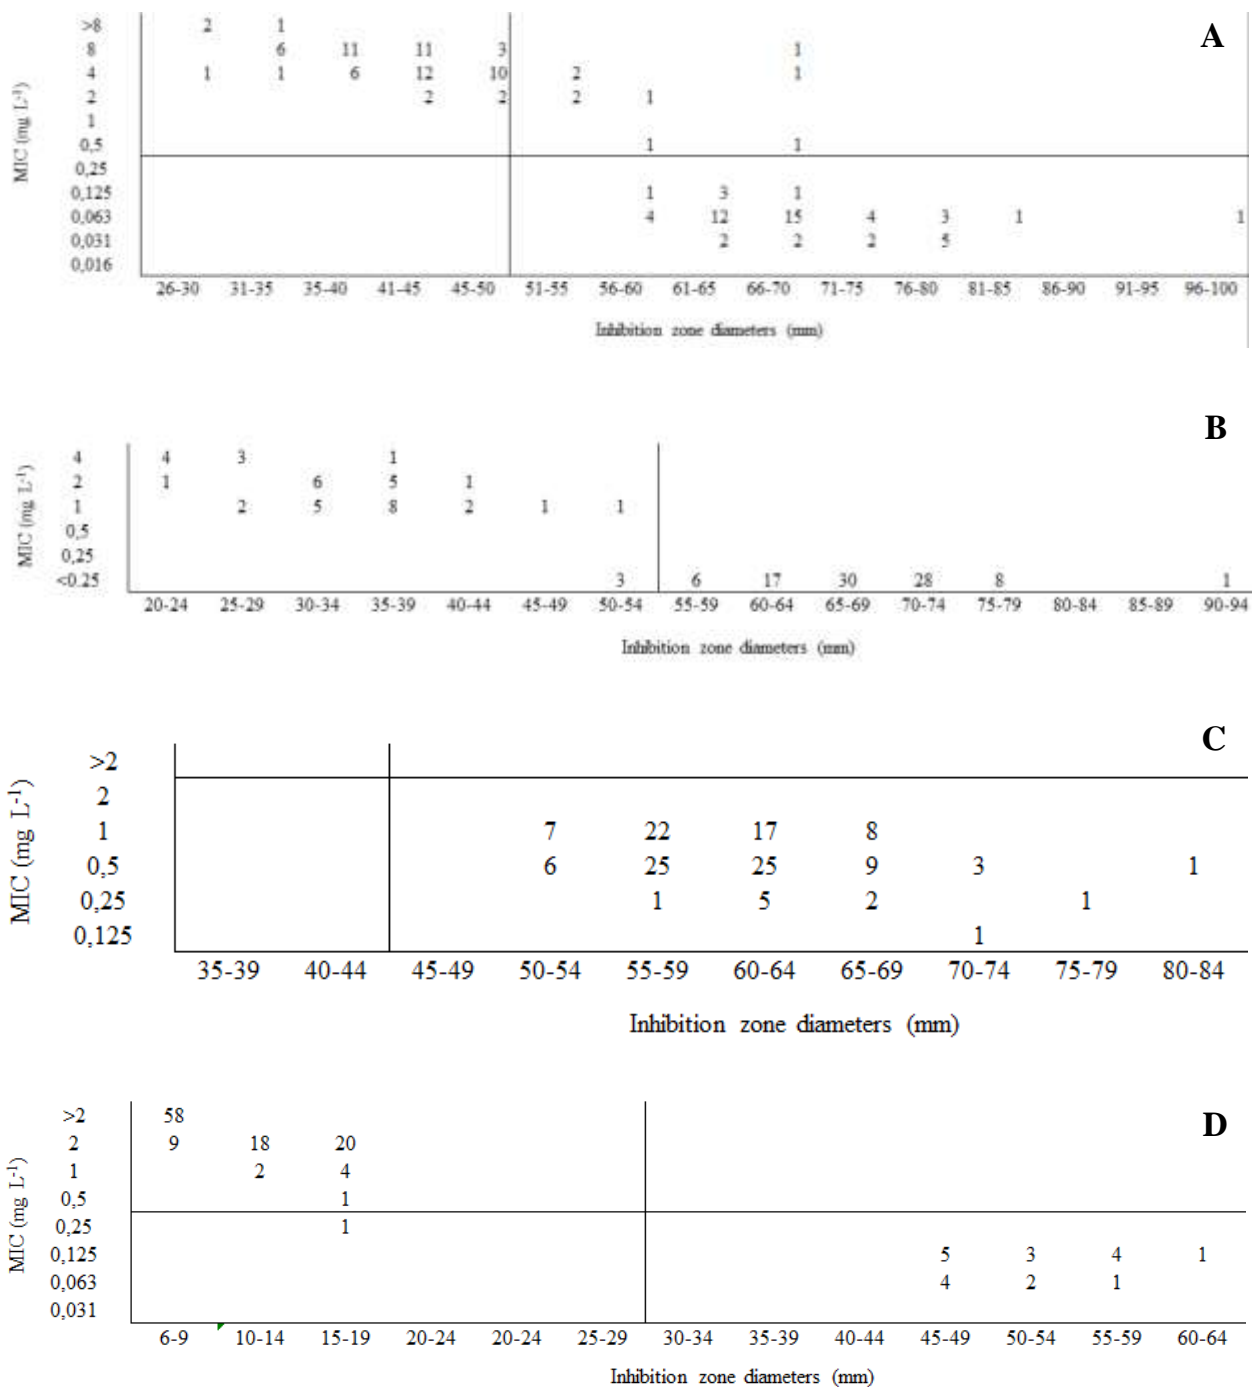 A
>8 2 1
8 6 11 11 3 1
4 1 1 6 12 10 2 1
2 2 2 2 1
1
0,5 1 1
0,25
0,125 1 3 1
0,063 4 12 15 4 3 1 1
0,031 2 2 2 5
0,016
MIC (mg L-1)
26-30 31-35 35-40 41-45 45-50 51-55 56-60 61-65 66-70 71-75 76-80 81-85 86-90 91-95 96-100
Inhibition zone diameters (mm)
B
4 4 3 1
2 1 6 5 1
1 2 5 8 2 1 1
0,5
0,25
<0.25 3 6 17 30 28 8 1
MIC (mg L-1)
20-24 25-29 30-34 35-39 40-44 45-49 50-54 55-59 60-64 65-69 70-74 75-79 80-84 85-89 90-94
Inhibition zone diameters (mm)
C
>2
2
1 7 22 17 8
0,5 6 25 25 9 3 1
0,25 1 5 2 1
0,125 1
MIC (mg L-1)
35-39 40-44 45-49 50-54 55-59 60-64 65-69 70-74 75-79 80-84
Inhibition zone diameters (mm)
D
>2 58
2 9 18 20
1 2 4
0,5 1
0,25 1
0,125 5 3 4 1
0,063 4 2 1
0,031
MIC (mg L-1)
6-9 10-14 15-19 20-24 20-24 25-29 30-34 35-39 40-44 45-49 50-54 55-59 60-64
Inhibition zone diameters (mm)